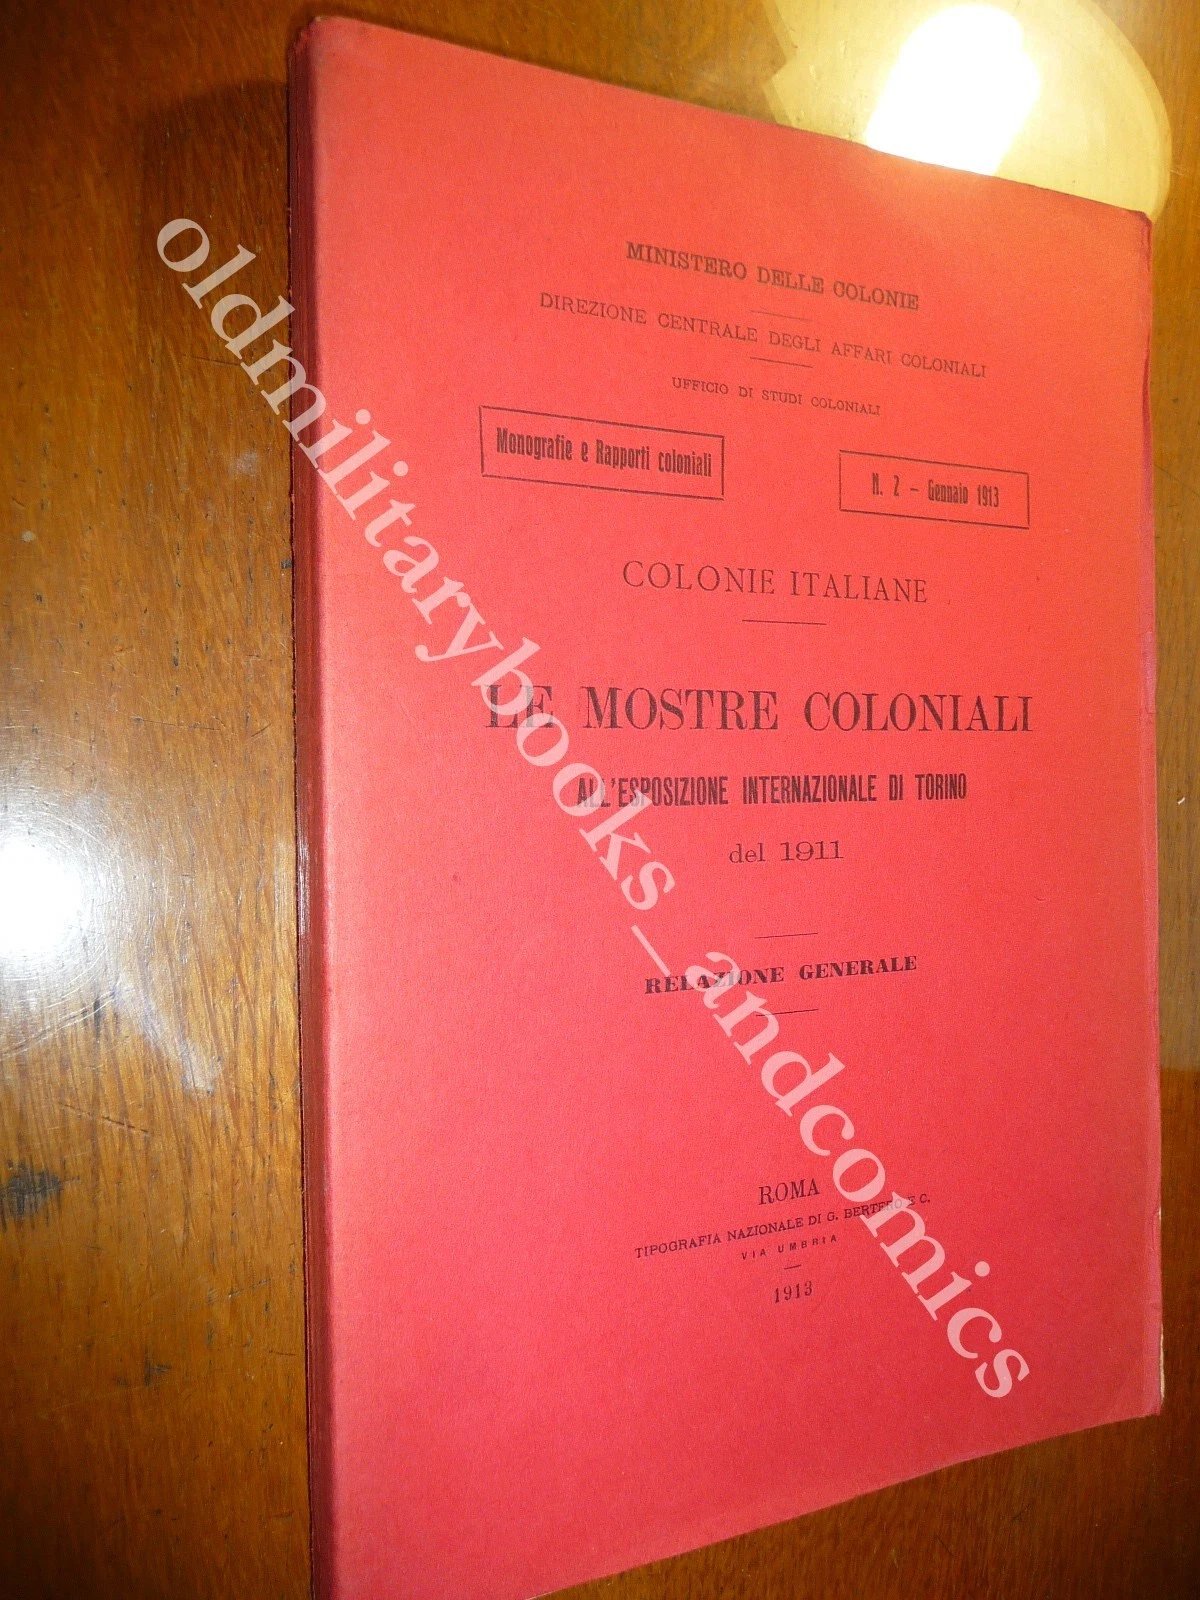 MINISTERO DELLE COLONIE
DIREZIONE CENTRALE DEGLI AFFARI COLONIALI
UFFICIO DI STUDI COLONIALI
Monografie e Rapporti coloniali
N. 2 – Gennaio 1913
COLONIE ITALIANE
LE MOSTRE COLONIALI
ALL'ESPOSIZIONE INTERNAZIONALE DI TORINO
del 1911
RELAZIONE GENERALE
ROMA
TIPOGRAFIA NAZIONALE DI G. BERTERO E C.
VIA UMBRIA
1913
oldmilitarybooks_andcomics